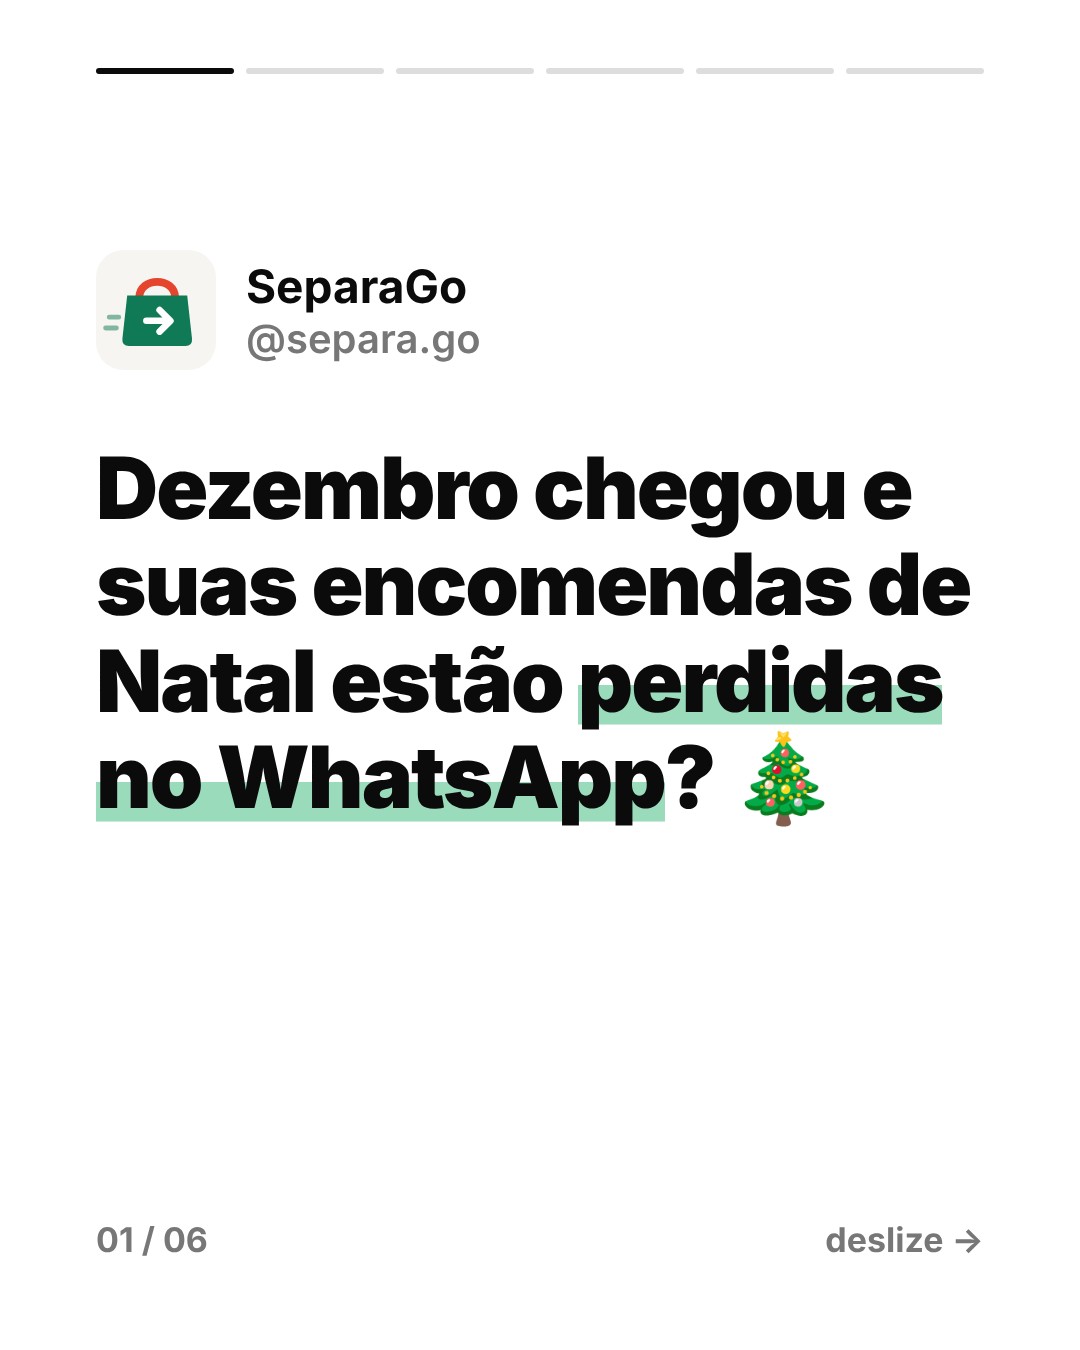 SeparaGo
@separa.go
Dezembro chegou e
suas encomendas de
Natal estão perdidas
no WhatsApp? 🎄
01 / 06
deslize →